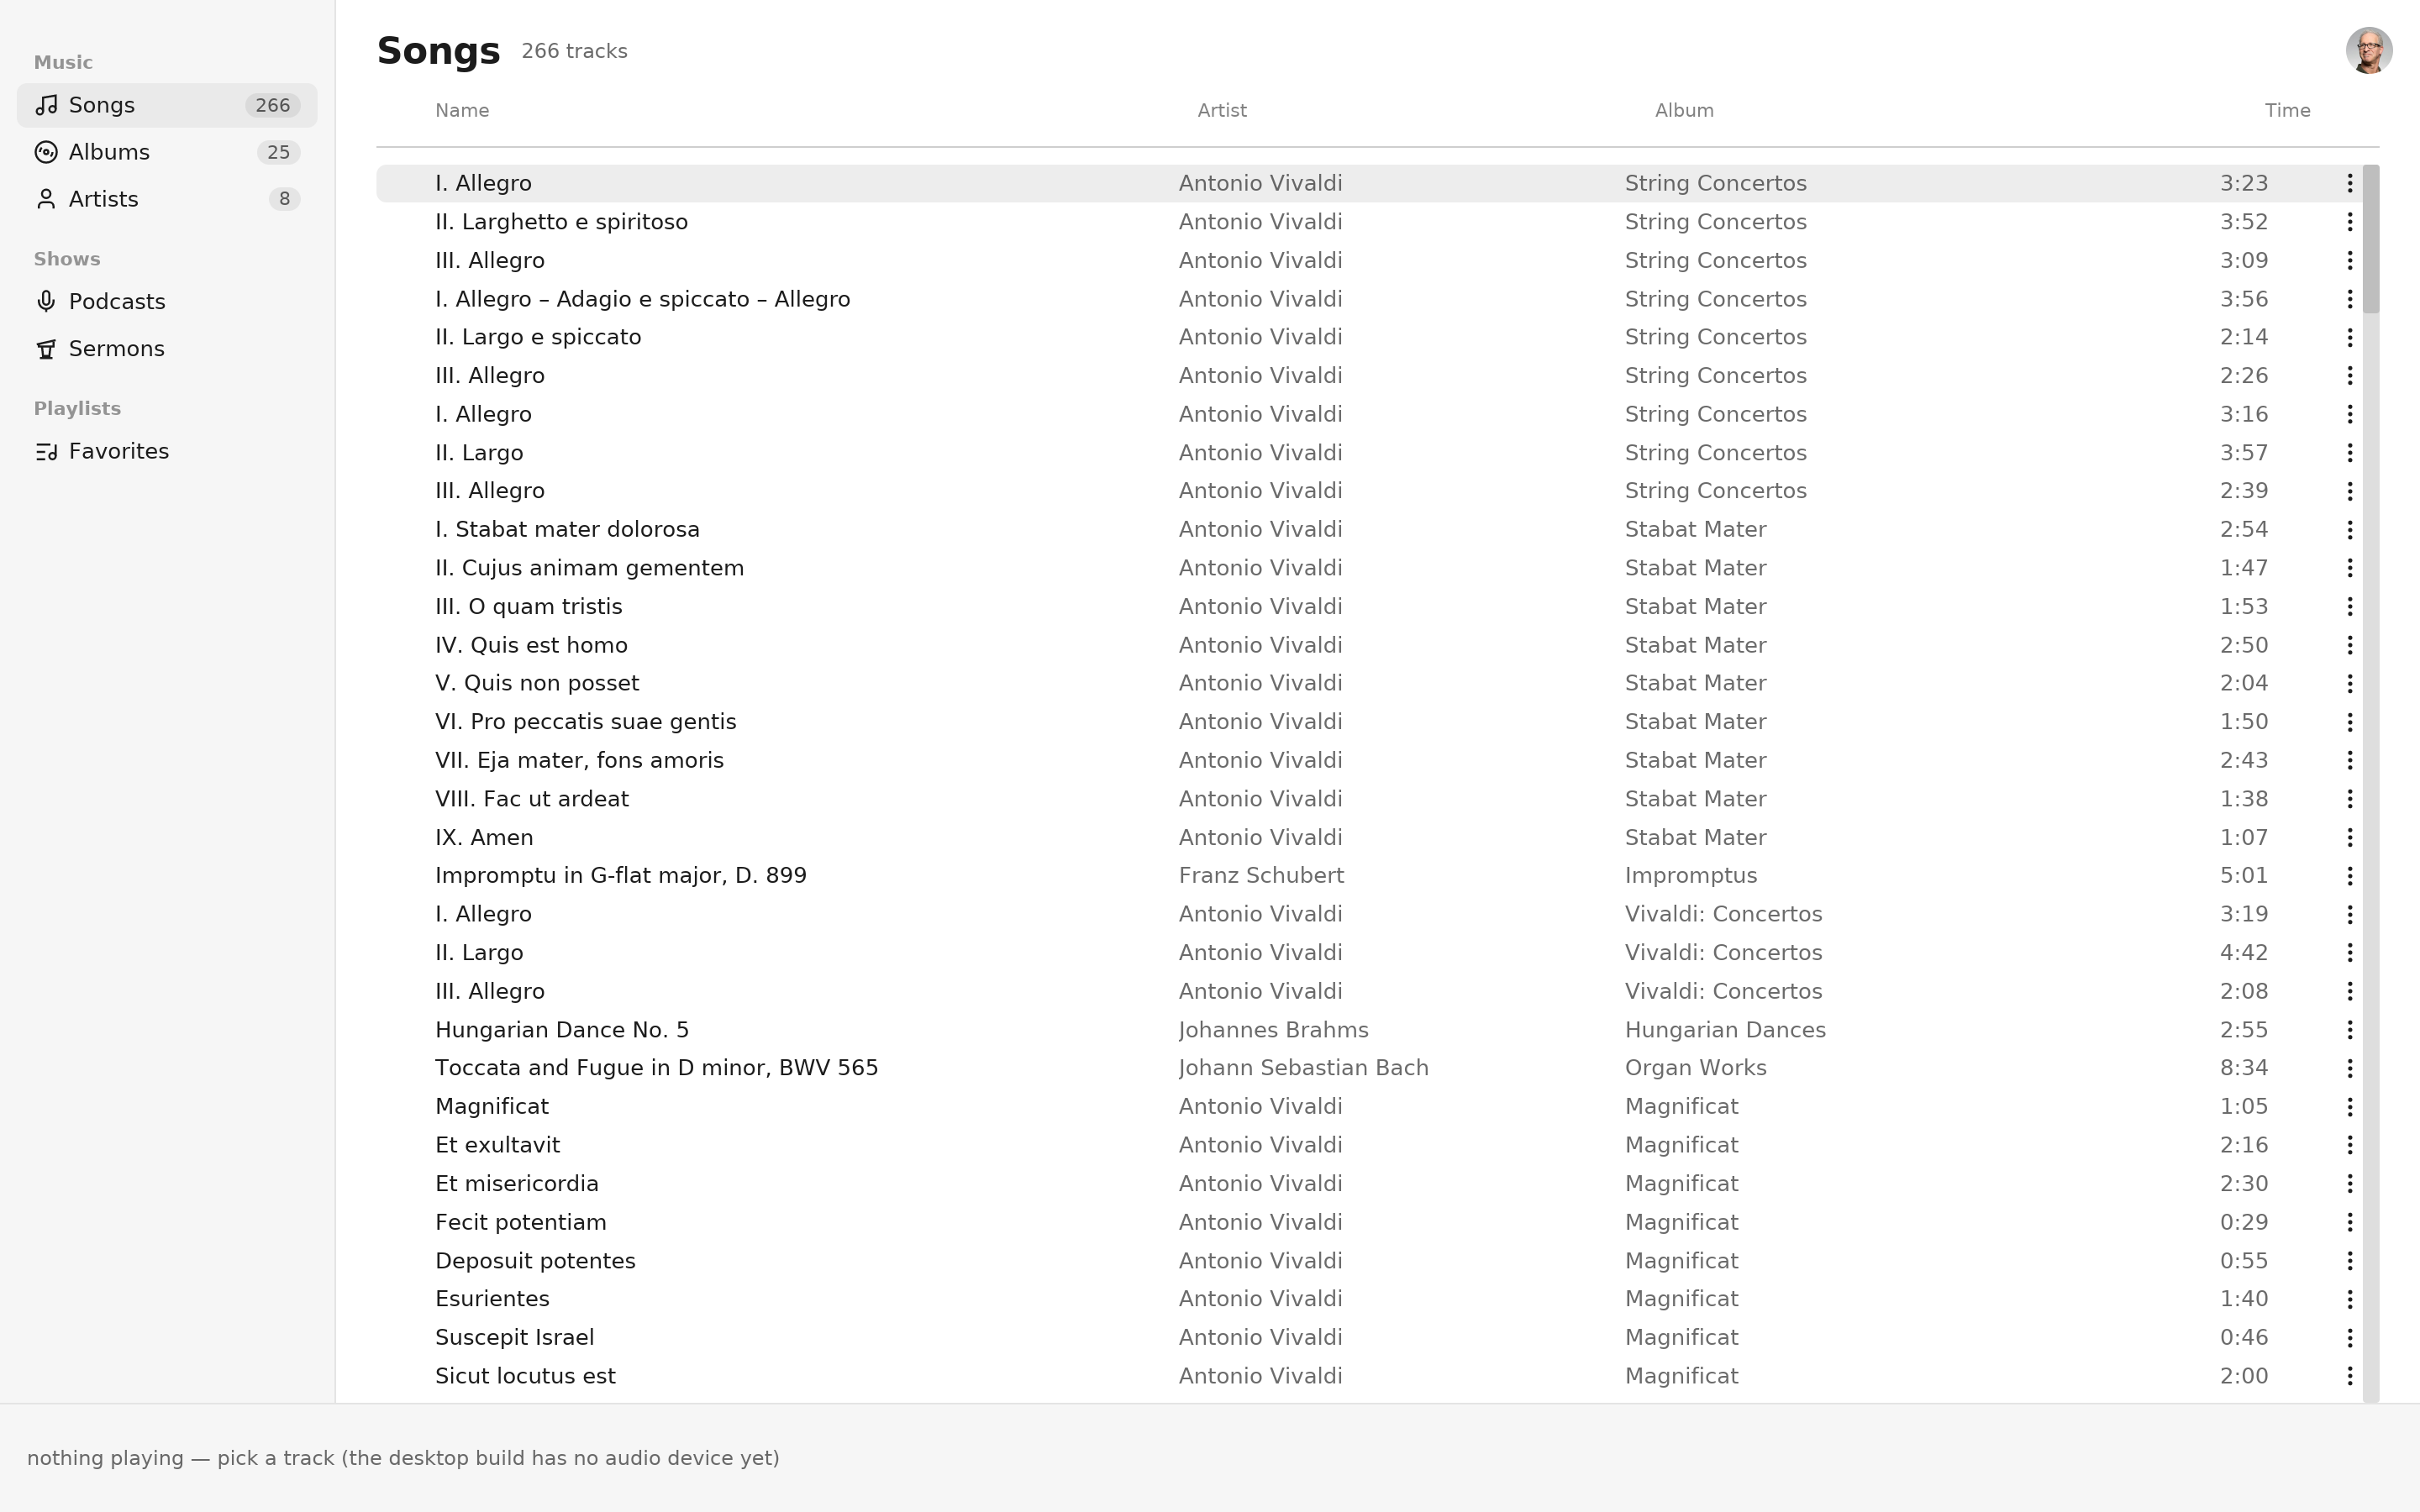 Music
Songs 266
Albums 25
Artists 8
Shows
Podcasts
Sermons
Playlists
Favorites
Songs 266 tracks
Name Artist Album Time
I. Allegro Antonio Vivaldi String Concertos 3:23
II. Larghetto e spiritoso Antonio Vivaldi String Concertos 3:52
III. Allegro Antonio Vivaldi String Concertos 3:09
I. Allegro – Adagio e spiccato – Allegro Antonio Vivaldi String Concertos 3:56
II. Largo e spiccato Antonio Vivaldi String Concertos 2:14
III. Allegro Antonio Vivaldi String Concertos 2:26
I. Allegro Antonio Vivaldi String Concertos 3:16
II. Largo Antonio Vivaldi String Concertos 3:57
III. Allegro Antonio Vivaldi String Concertos 2:39
I. Stabat mater dolorosa Antonio Vivaldi Stabat Mater 2:54
II. Cujus animam gementem Antonio Vivaldi Stabat Mater 1:47
III. O quam tristis Antonio Vivaldi Stabat Mater 1:53
IV. Quis est homo Antonio Vivaldi Stabat Mater 2:50
V. Quis non posset Antonio Vivaldi Stabat Mater 2:04
VI. Pro peccatis suae gentis Antonio Vivaldi Stabat Mater 1:50
VII. Eja mater, fons amoris Antonio Vivaldi Stabat Mater 2:43
VIII. Fac ut ardeat Antonio Vivaldi Stabat Mater 1:38
IX. Amen Antonio Vivaldi Stabat Mater 1:07
Impromptu in G-flat major, D. 899 Franz Schubert Impromptus 5:01
I. Allegro Antonio Vivaldi Vivaldi: Concertos 3:19
II. Largo Antonio Vivaldi Vivaldi: Concertos 4:42
III. Allegro Antonio Vivaldi Vivaldi: Concertos 2:08
Hungarian Dance No. 5 Johannes Brahms Hungarian Dances 2:55
Toccata and Fugue in D minor, BWV 565 Johann Sebastian Bach Organ Works 8:34
Magnificat Antonio Vivaldi Magnificat 1:05
Et exultavit Antonio Vivaldi Magnificat 2:16
Et misericordia Antonio Vivaldi Magnificat 2:30
Fecit potentiam Antonio Vivaldi Magnificat 0:29
Deposuit potentes Antonio Vivaldi Magnificat 0:55
Esurientes Antonio Vivaldi Magnificat 1:40
Suscepit Israel Antonio Vivaldi Magnificat 0:46
Sicut locutus est Antonio Vivaldi Magnificat 2:00
nothing playing — pick a track (the desktop build has no audio device yet)